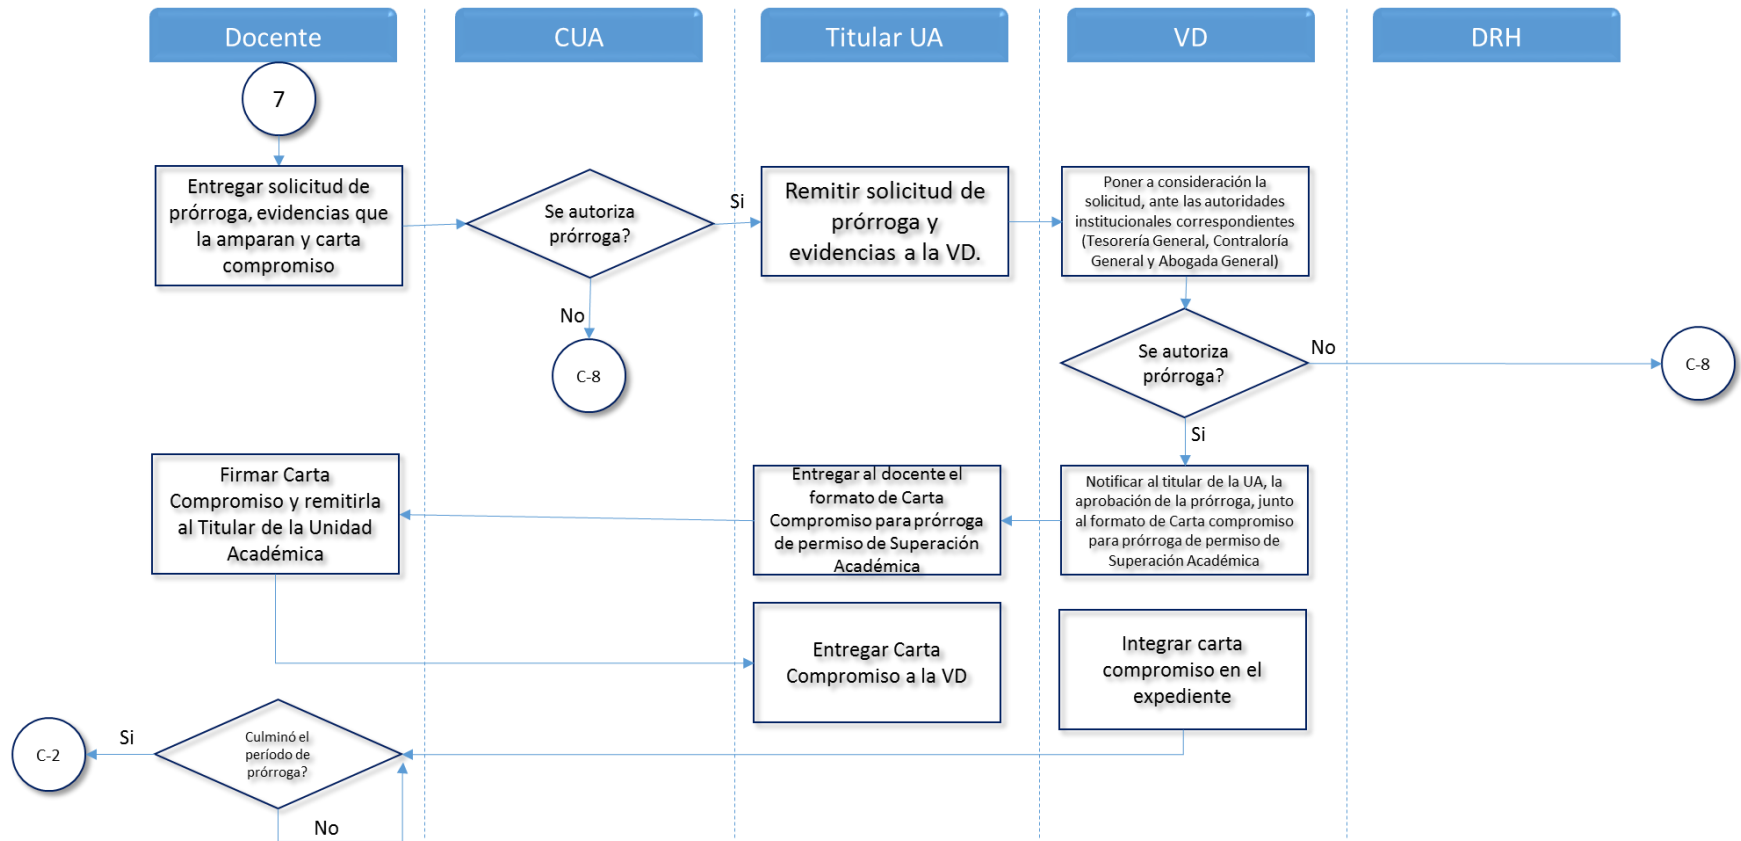 Docente
CUA
Titular UA
VD
DRH
7
Entregar solicitud de
prórroga, evidencias que
la amparan y carta
compromiso
Se autoriza
prórroga?
Si
No
C-8
Remitir solicitud de
prórroga y
evidencias a la VD.
Poner a consideración la
solicitud, ante las autoridades
institucionales correspondientes
(Tesorería General, Contraloría
General y Abogada General)
Se autoriza
prórroga?
No
C-8
Si
Firmar Carta
Compromiso y remitirla
al Titular de la Unidad
Académica
Entregar al docente el
formato de Carta
Compromiso para prórroga
de permiso de Superación
Académica
Notificar al titular de la UA, la
aprobación de la prórroga, junto
al formato de Carta compromiso
para prórroga de permiso de
Superación Académica
Entregar Carta
Compromiso a la VD
Integrar carta
compromiso en el
expediente
C-2
Si
Culminó el
período de
prórroga?
No